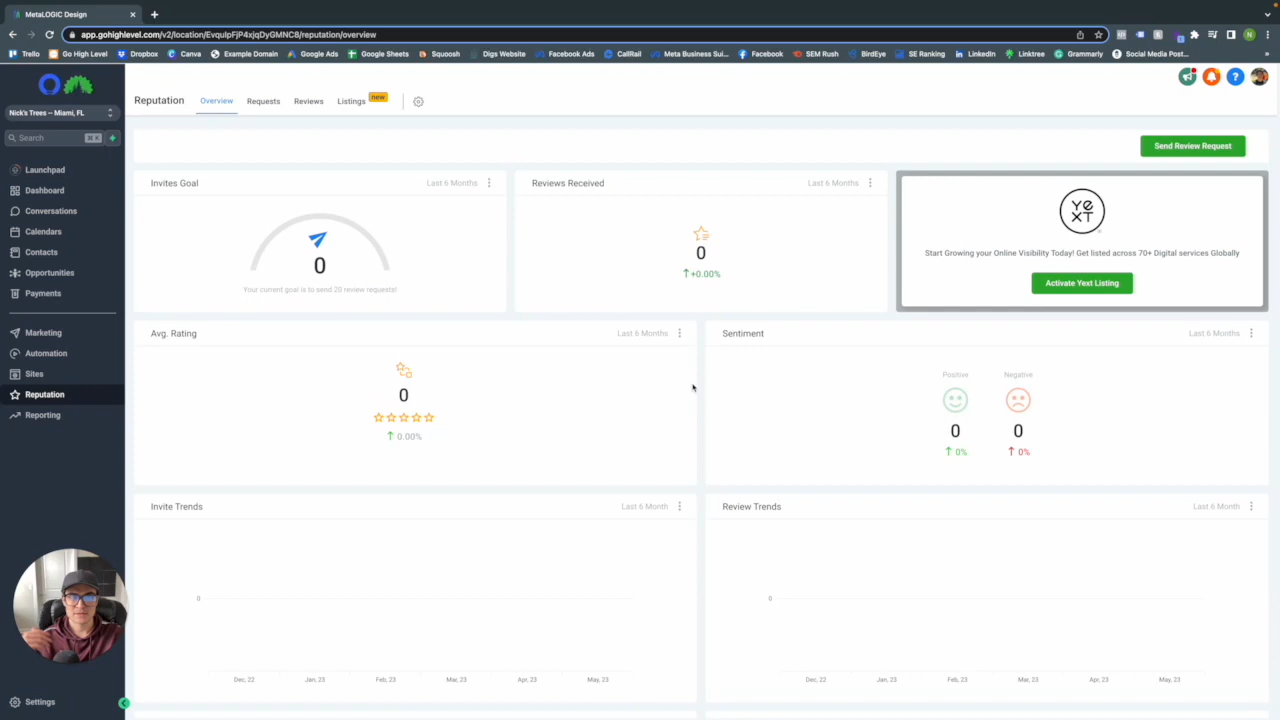 MetaLOGIC Design
app.gohighlevel.com/v2/location/EvquIpFjP4xjqDyGMNC8/reputation/overview
Trello Go High Level Dropbox Canva Example Domain Google Ads Google Sheets Squoosh Digs Website Facebook Ads CallRail Meta Business Sui... Facebook SEM Rush BirdEye SE Ranking LinkedIn Linktree Grammarly Social Media Post...
Nick's Trees -- Miami, FL
Search ⌘K
Launchpad
Dashboard
Conversations
Calendars
Contacts
Opportunities
Payments
Marketing
Automation
Sites
Reputation
Reporting
Settings
Reputation Overview Requests Reviews Listings new
Send Review Request
Invites Goal Last 6 Months
0
Your current goal is to send 20 review requests!
Reviews Received Last 6 Months
0
+0.00%
YEXT
Start Growing your Online Visibility Today! Get listed across 70+ Digital services Globally
Activate Yext Listing
Avg. Rating Last 6 Months
0
0.00%
Sentiment Last 6 Months
Positive Negative
0 0
0% 0%
Invite Trends Last 6 Month
0
Dec, 22 Jan, 23 Feb, 23 Mar, 23 Apr, 23 May, 23
Review Trends Last 6 Month
0
Dec, 22 Jan, 23 Feb, 23 Mar, 23 Apr, 23 May, 23